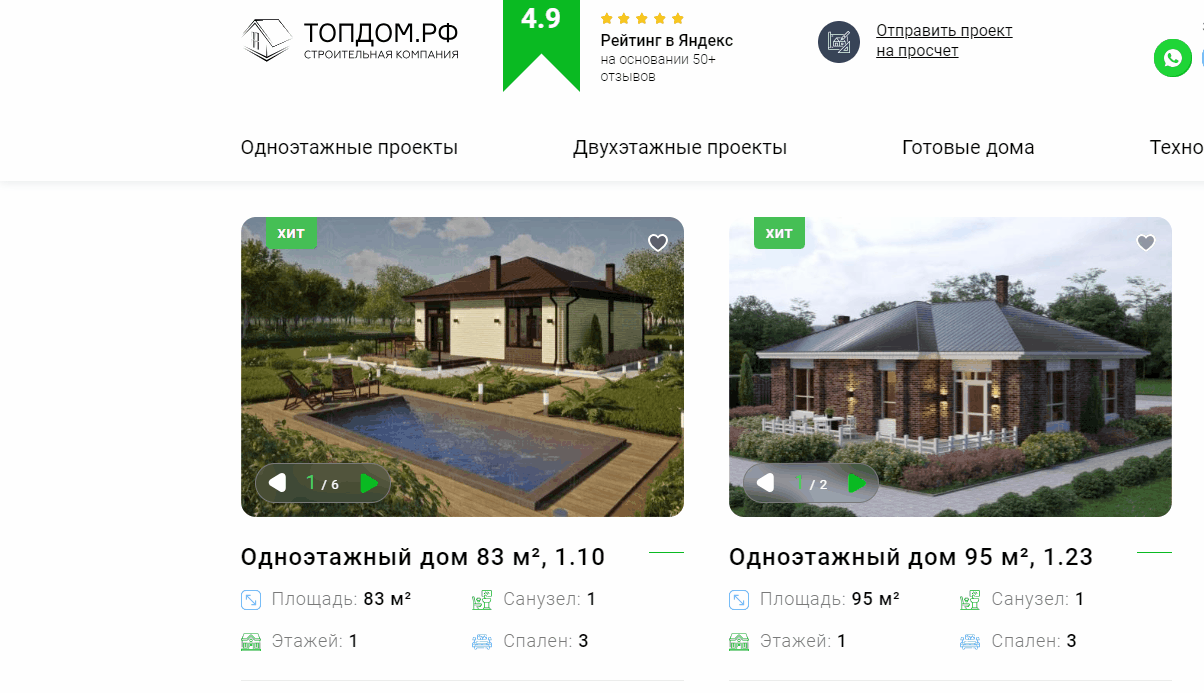 ТОПДОМ.РФ
СТРОИТЕЛЬНАЯ КОМПАНИЯ
4.9
Рейтинг в Яндекс
на основании 50+
отзывов
Отправить проект
на просчет
Одноэтажные проекты
Двухэтажные проекты
Готовые дома
Техно
ХИТ
1 / 6
ХИТ
1 / 2
Одноэтажный дом 83 м², 1.10
Площадь: 83 м²
Санузел: 1
Этажей: 1
Спален: 3
Одноэтажный дом 95 м², 1.23
Площадь: 95 м²
Санузел: 1
Этажей: 1
Спален: 3